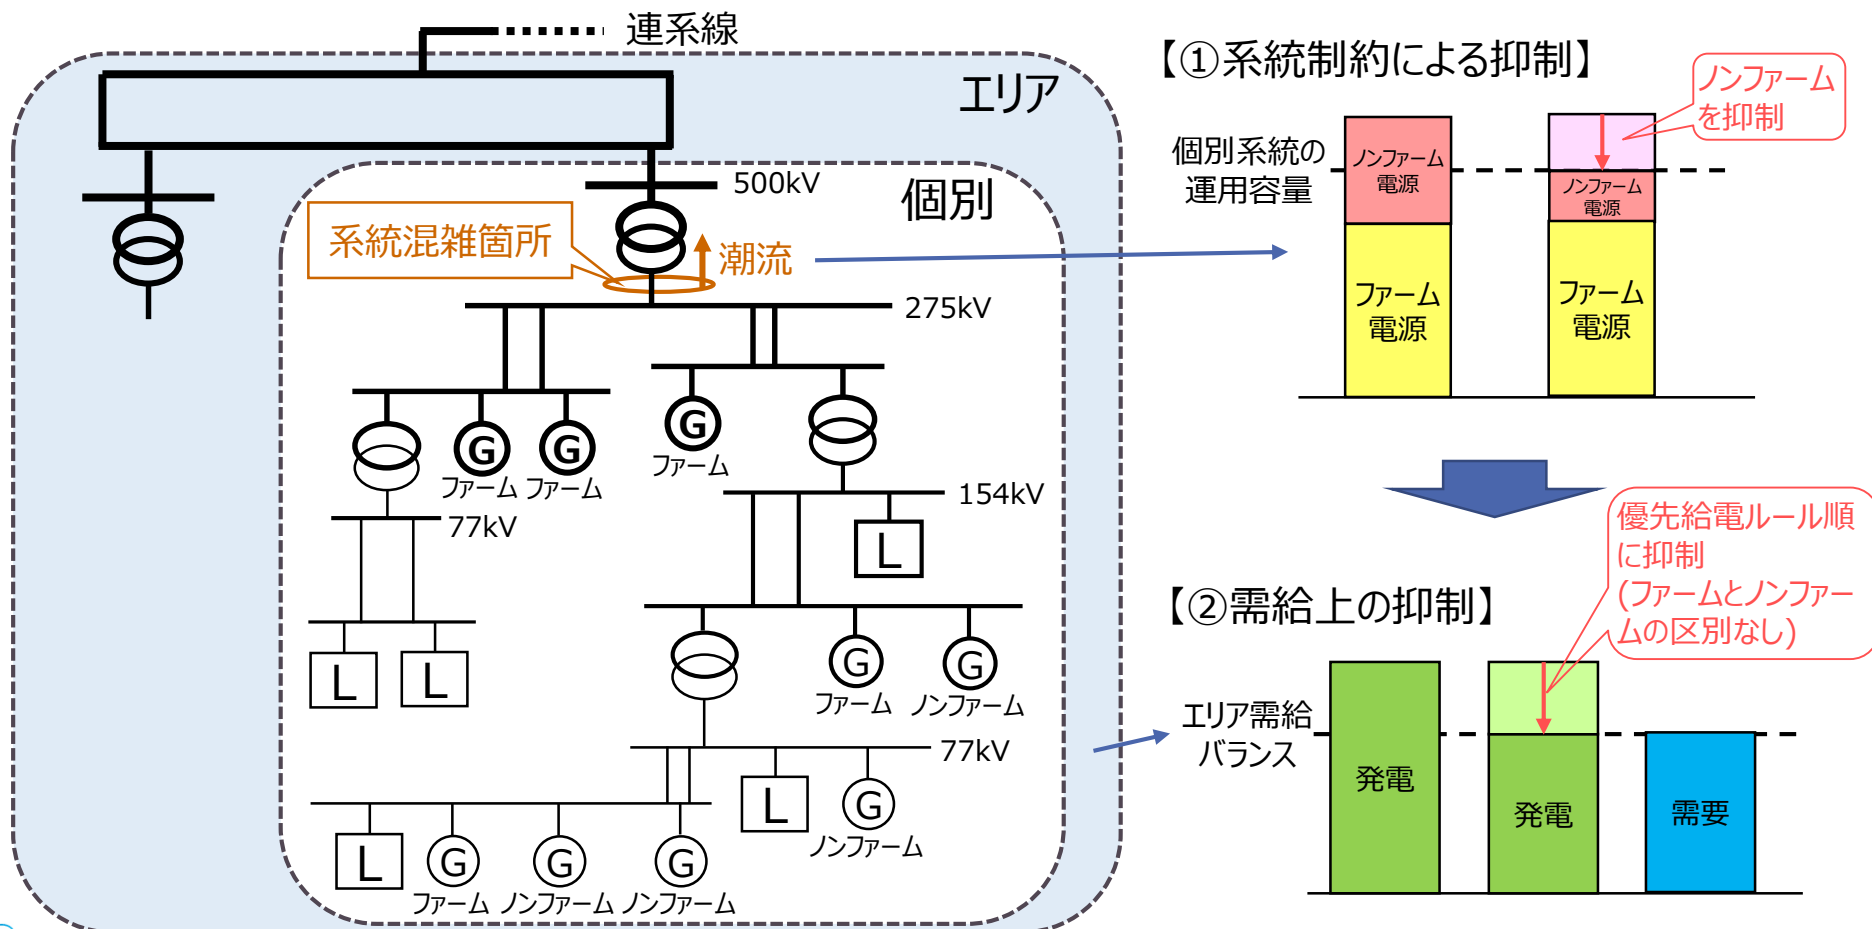 連系線
エリア
個別
500kV
系統混雑箇所
潮流
275kV
G
ファーム
G
ファーム
G
ファーム
77kV
154kV
L
L
L
G
ファーム
G
ノンファーム
77kV
L
G
ノンファーム
L
G
ファーム
G
ノンファーム
G
ノンファーム
【①系統制約による抑制】
ノンファーム
を抑制
個別系統の
運用容量
ノンファーム
電源
ファーム
電源
ノンファーム
電源
ファーム
電源
優先給電ルール順
に抑制
(ファームとノンファー
ムの区別なし)
【②需給上の抑制】
エリア需給
バランス
発電
発電
需要